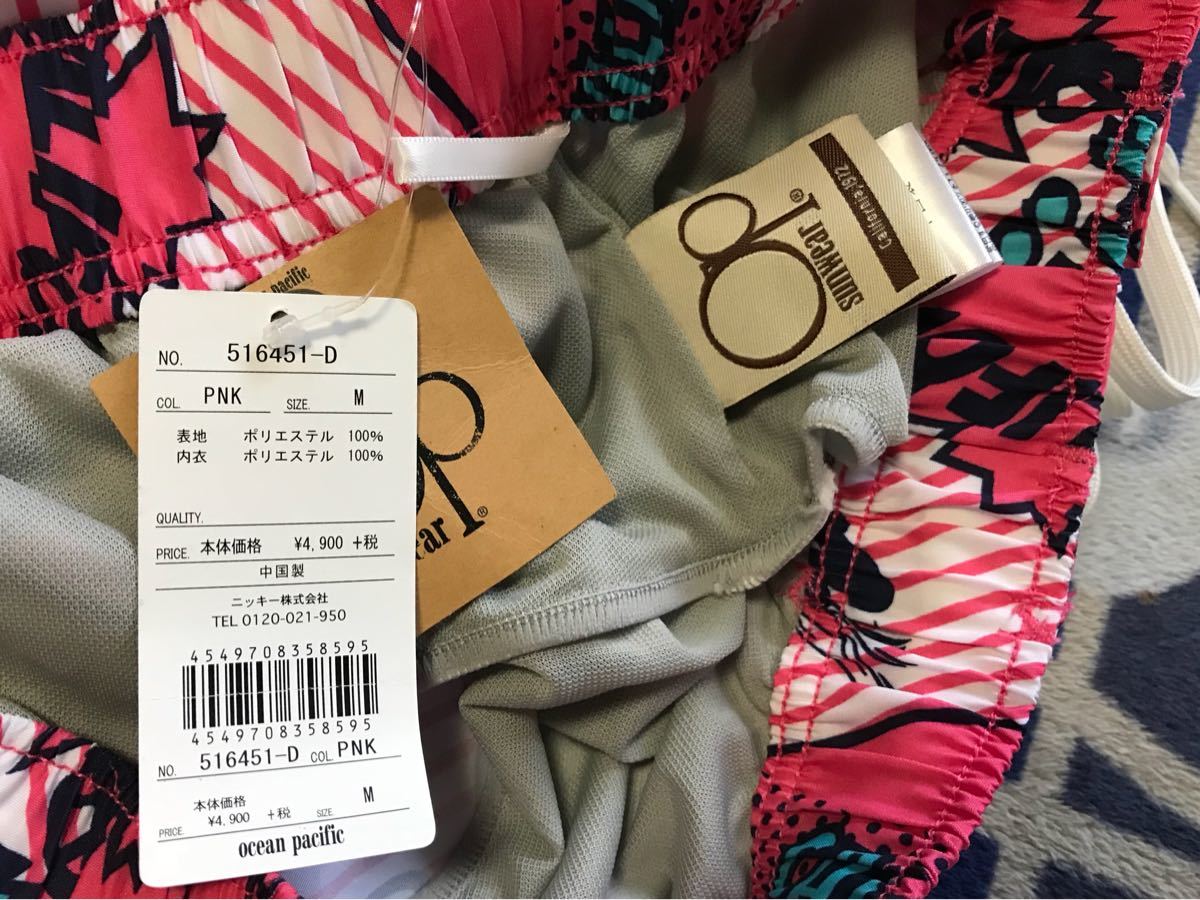 NO. 516451-D
COL. PNK SIZE. M
表地 ポリエステル 100%
内衣 ポリエステル 100%
QUALITY.
PRICE. 本体価格 ¥4,900 +税
中国製
ニッキー株式会社
TEL 0120-021-950
4549708358595
4549708358595
NO. 516451-D COL. PNK
本体価格
PRICE. ¥4,900 +税 SIZE. M
ocean pacific
pacific
op
®
op
®
sunwear
California,1972